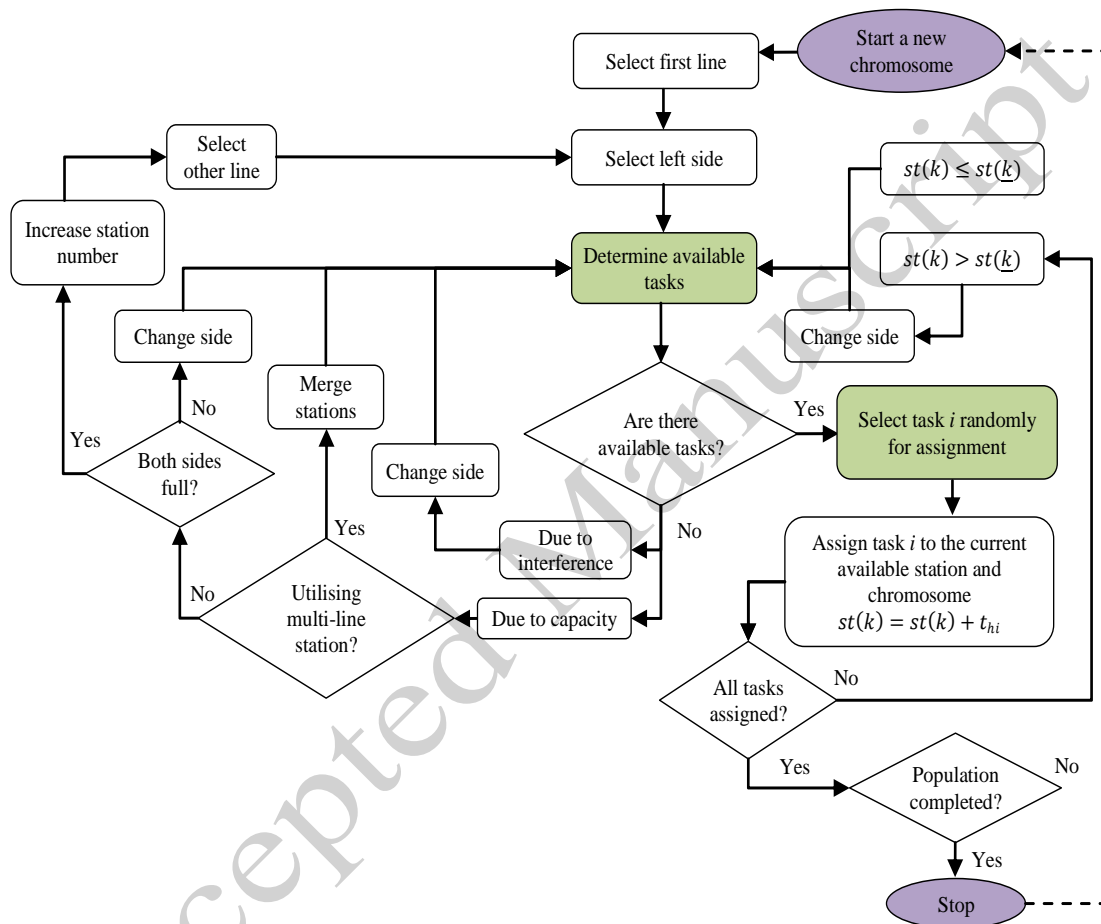 Start a new
chromosome
Select first line
Select
other line
Select left side
st(k) ≤ st(k)
Increase station
number
Determine available
tasks
st(k) > st(k)
Change side
Change side
Merge
stations
No
Yes
Are there
available tasks?
Yes
Select task i randomly
for assignment
Both sides
full?
Change side
Yes
No
Due to
interference
Assign task i to the current
available station and
chromosome
st(k) = st(k) + t_hi
No
Utilising
multi-line
station?
Due to capacity
All tasks
assigned?
No
Yes
Population
completed?
No
Yes
Stop
cepted Manuscript